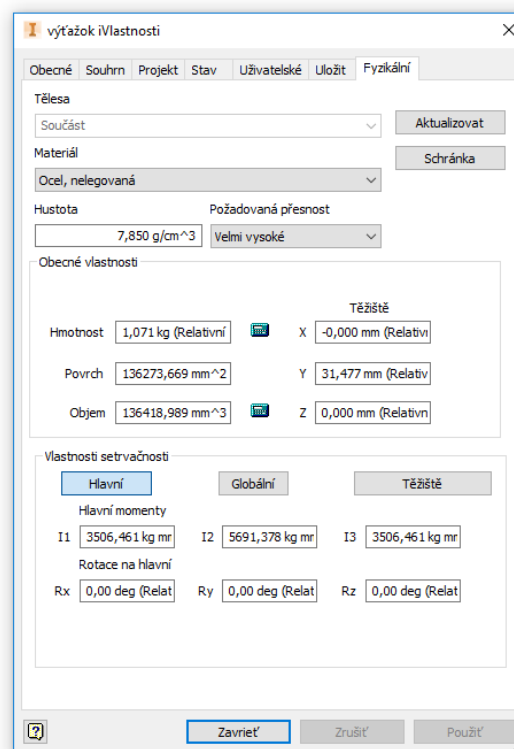 výťažok iVlastnosti
Obecné Souhrn Projekt Stav Uživatelské Uložit Fyzikální
Tělesa
Součást Aktualizovat
Materiál Schránka
Ocel, nelegovaná
Hustota Požadovaná přesnost
7,850 g/cm^3 Velmi vysoké
Obecné vlastnosti
Těžiště
Hmotnost 1,071 kg (Relativní X -0,000 mm (Relativ
Povrch 136273,669 mm^2 Y 31,477 mm (Relativ
Objem 136418,989 mm^3 Z 0,000 mm (Relativn
Vlastnosti setrvačnosti
Hlavní Globální Těžiště
Hlavní momenty
I1 3506,461 kg mr I2 5691,378 kg mr I3 3506,461 kg mr
Rotace na hlavní
Rx 0,00 deg (Relat Ry 0,00 deg (Relat Rz 0,00 deg (Relat
? Zavrieť Zrušiť Použiť